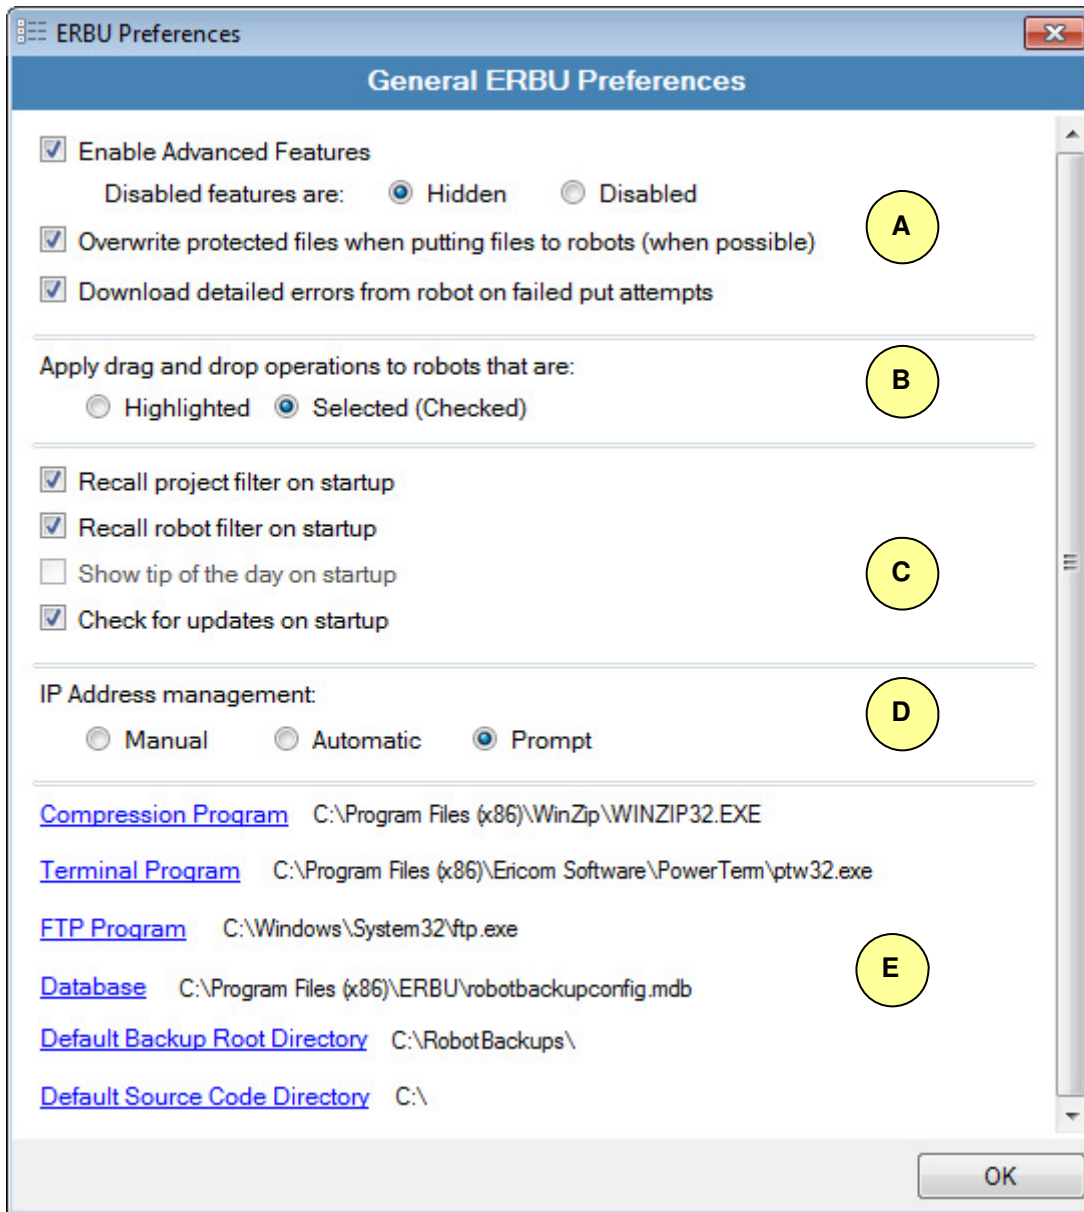 ERBU Preferences
General ERBU Preferences
Enable Advanced Features
Disabled features are: Hidden Disabled
A
Overwrite protected files when putting files to robots (when possible)
Download detailed errors from robot on failed put attempts
Apply drag and drop operations to robots that are:
B
Highlighted Selected (Checked)
Recall project filter on startup
Recall robot filter on startup
Show tip of the day on startup
C
Check for updates on startup
IP Address management:
D
Manual Automatic Prompt
Compression Program C:\Program Files (x86)\WinZip\WINZIP32.EXE
Terminal Program C:\Program Files (x86)\Ericom Software\PowerTerm\ptw32.exe
FTP Program C:\Windows\System32\ftp.exe
E
Database C:\Program Files (x86)\ERBU\robotbackupconfig.mdb
Default Backup Root Directory C:\RobotBackups\
Default Source Code Directory C:\
OK